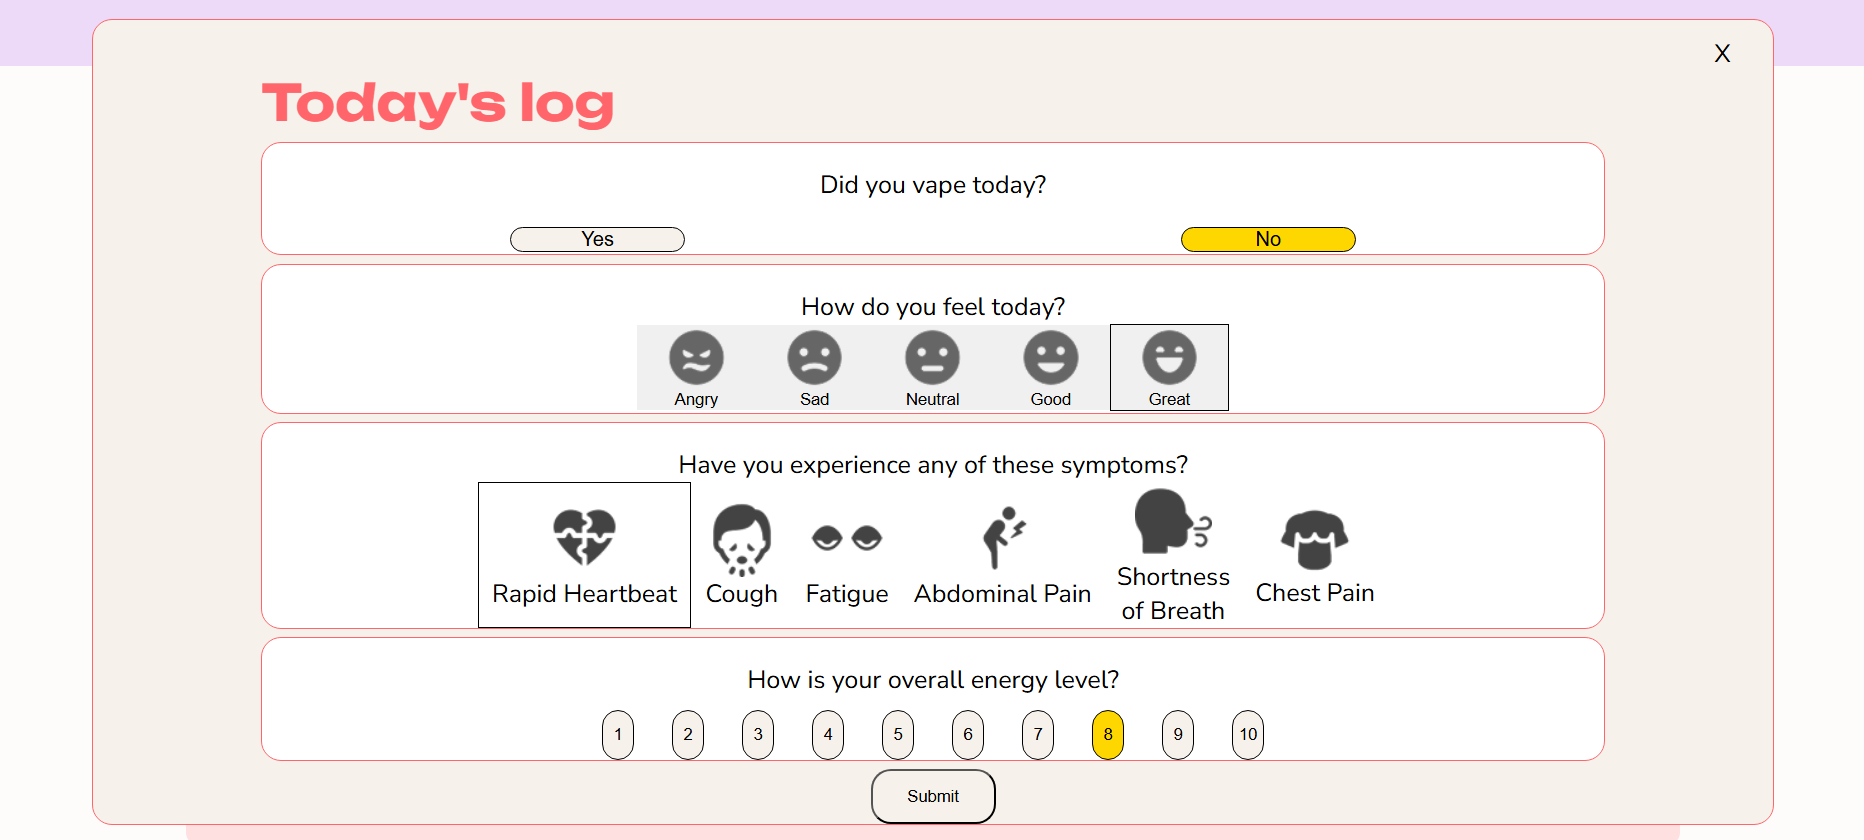 X
Today's log
Did you vape today?
Yes No
How do you feel today?
Angry Sad Neutral Good Great
Have you experience any of these symptoms?
Rapid Heartbeat Cough Fatigue Abdominal Pain Shortness of Breath Chest Pain
How is your overall energy level?
1 2 3 4 5 6 7 8 9 10
Submit